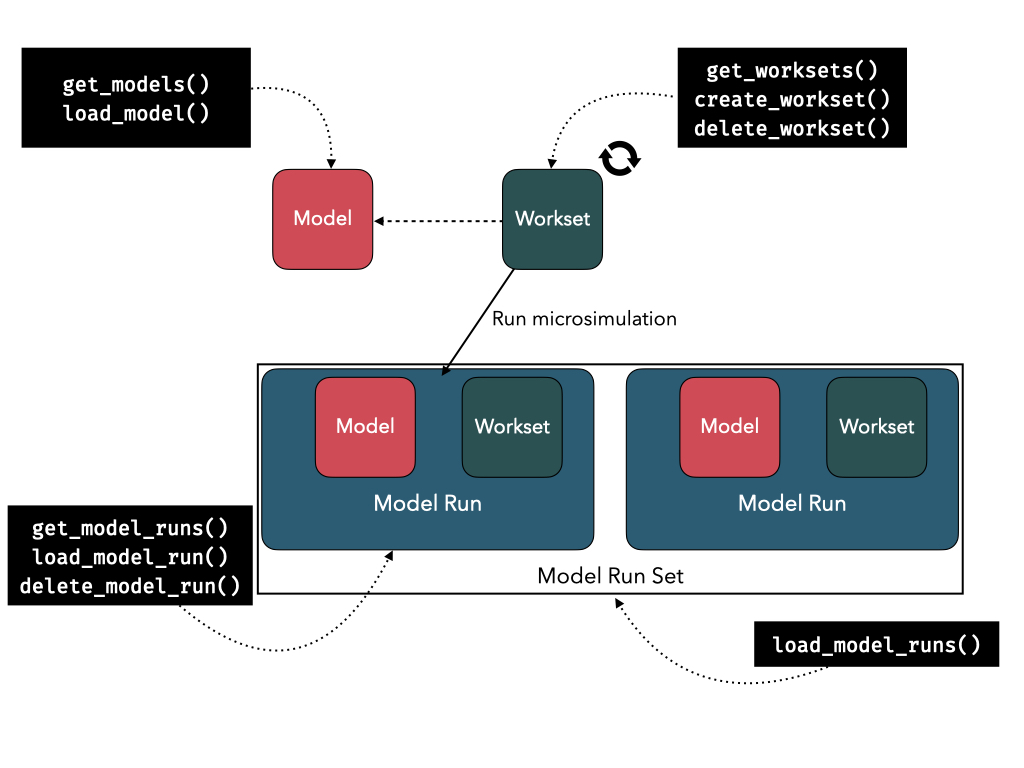 get_models()
load_model()
get_worksets()
create_workset()
delete_workset()
Model
Workset
Run microsimulation
Model
Workset
Model Run
Model
Workset
Model Run
Model Run Set
get_model_runs()
load_model_run()
delete_model_run()
load_model_runs()